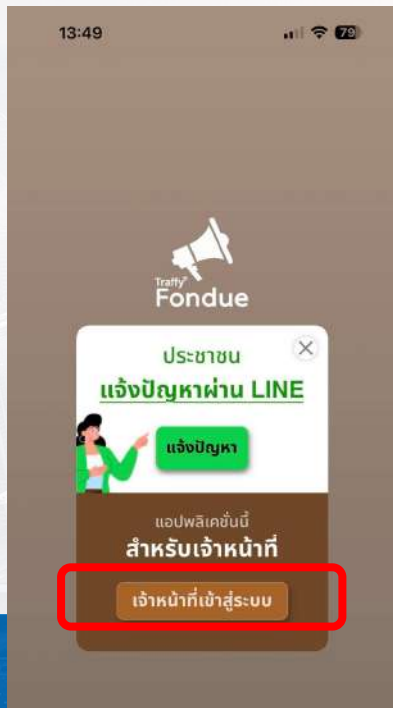 13:49
79
Traffy
Fondue
ประชาชน
แจ้งปัญหาผ่าน LINE
แจ้งปัญหา
แอปพลิเคชั่นนี้
สำหรับเจ้าหน้าที่
เจ้าหน้าที่เข้าสู่ระบบ